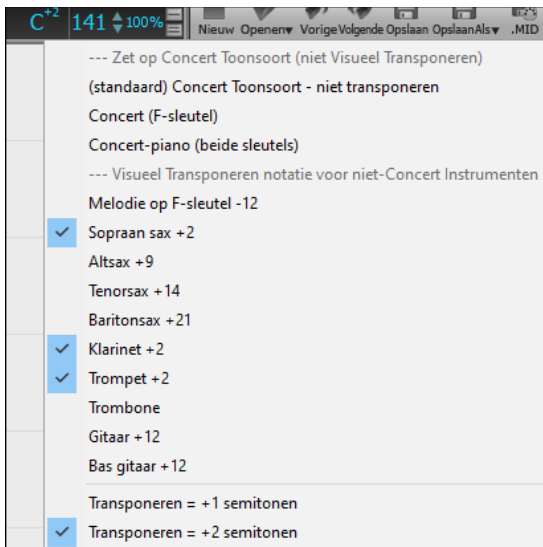 C+2 141 100%
Nieuw Openen▾ Vorige Volgende Opslaan OpslaanAls▾ .MID
--- Zet op Concert Toonsoort (niet Visueel Transponeren)
(standaard) Concert Toonsoort - niet transponeren
Concert (F-sleutel)
Concert-piano (beide sleutels)
--- Visueel Transponeren notatie voor niet-Concert Instrumenten
Melodie op F-sleutel -12
Sopraan sax +2
Altsax +9
Tenorsax +14
Baritonsax +21
Klarinet +2
Trompet +2
Trombone
Gitaar +12
Bas gitaar +12
Transponeren = +1 semitonen
Transponeren = +2 semitonen